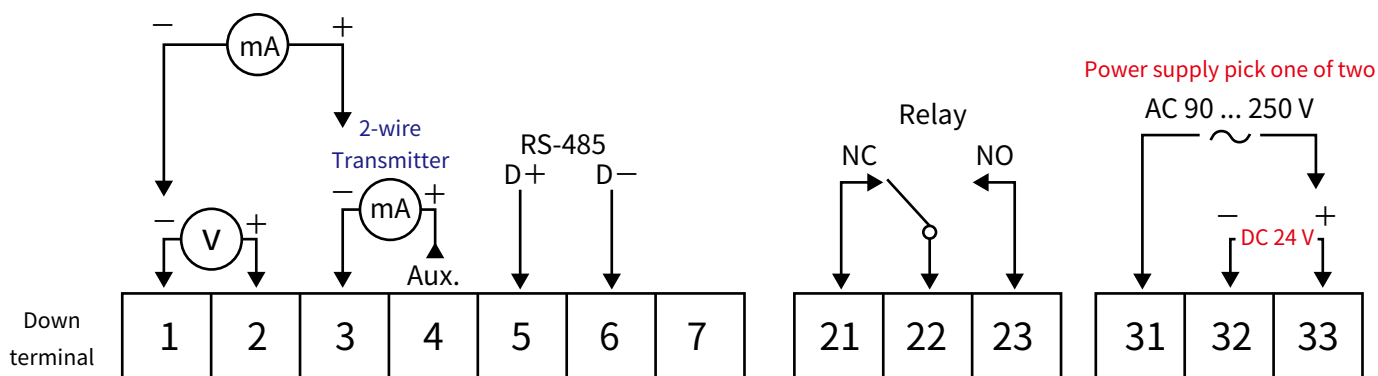 − mA +
Power supply pick one of two
AC 90 ... 250 V
2-wire
Transmitter
Relay
RS-485
D+ D−
NC NO
− mA +
− V +
− +
DC 24 V
Aux.
Down
terminal
1 2 3 4 5 6 7 21 22 23 31 32 33